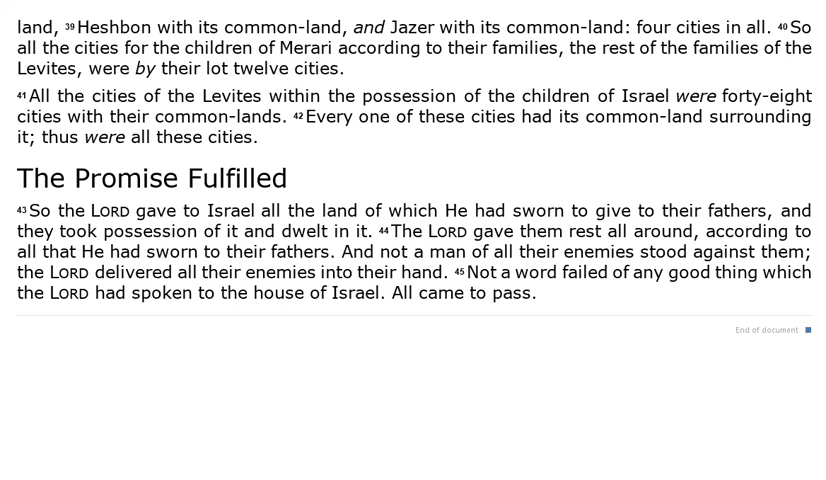 land, 39 Heshbon with its common-land, and Jazer with its common-land: four cities in all. 40 So
all the cities for the children of Merari according to their families, the rest of the families of the
Levites, were by their lot twelve cities.
41 All the cities of the Levites within the possession of the children of Israel were forty-eight
cities with their common-lands. 42 Every one of these cities had its common-land surrounding
it; thus were all these cities.
The Promise Fulfilled
43 So the LORD gave to Israel all the land of which He had sworn to give to their fathers, and
they took possession of it and dwelt in it. 44 The LORD gave them rest all around, according to
all that He had sworn to their fathers. And not a man of all their enemies stood against them;
the LORD delivered all their enemies into their hand. 45 Not a word failed of any good thing which
the LORD had spoken to the house of Israel. All came to pass.
End of document